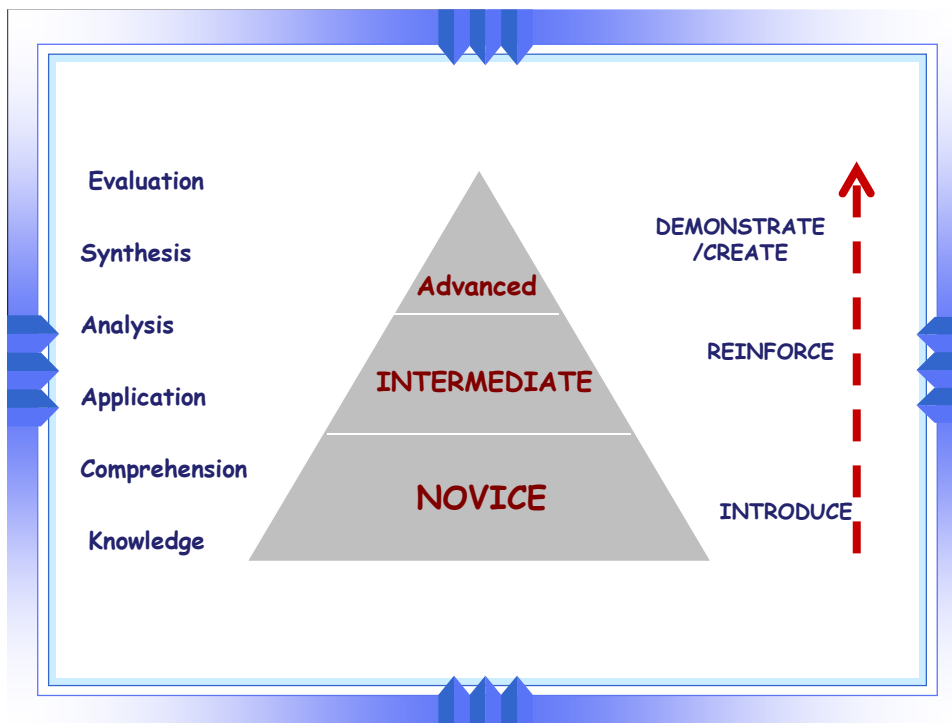 Evaluation
Synthesis
Analysis
Application
Comprehension
Knowledge
Advanced
INTERMEDIATE
NOVICE
DEMONSTRATE
/CREATE
REINFORCE
INTRODUCE